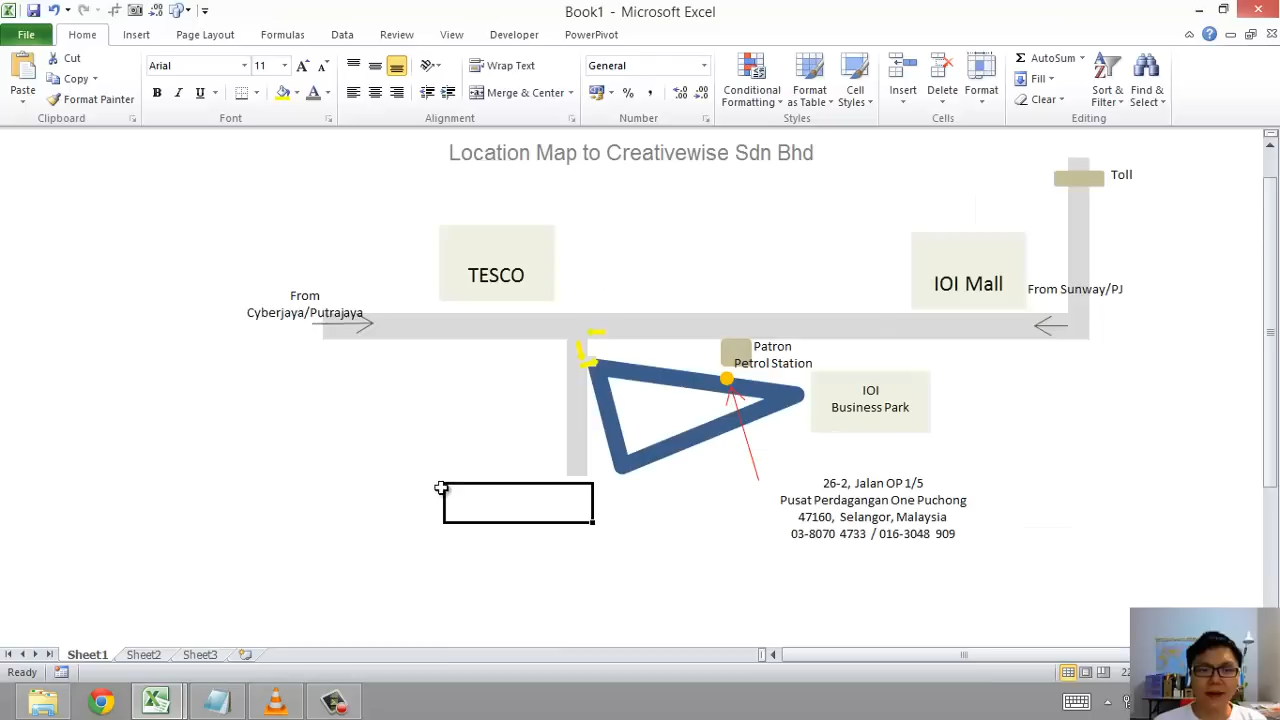 Book1 - Microsoft Excel
File Home Insert Page Layout Formulas Data Review View Developer PowerPivot
Paste
Cut
Copy
Format Painter
Clipboard
Arial 11
B I U
Font
Wrap Text
Merge & Center
Alignment
General
Number
Conditional Formatting
Format as Table
Cell Styles
Styles
Insert
Delete
Format
Cells
AutoSum
Fill
Clear
Sort & Filter
Find & Select
Editing
Location Map to Creativewise Sdn Bhd
Toll
TESCO
IOI Mall
From
Cyberjaya/Putrajaya
From Sunway/PJ
Patron
Petrol Station
IOI
Business Park
26-2, Jalan OP 1/5
Pusat Perdagangan One Puchong
47160, Selangor, Malaysia
03-8070 4733 / 016-3048 909
Sheet1 Sheet2 Sheet3
Ready